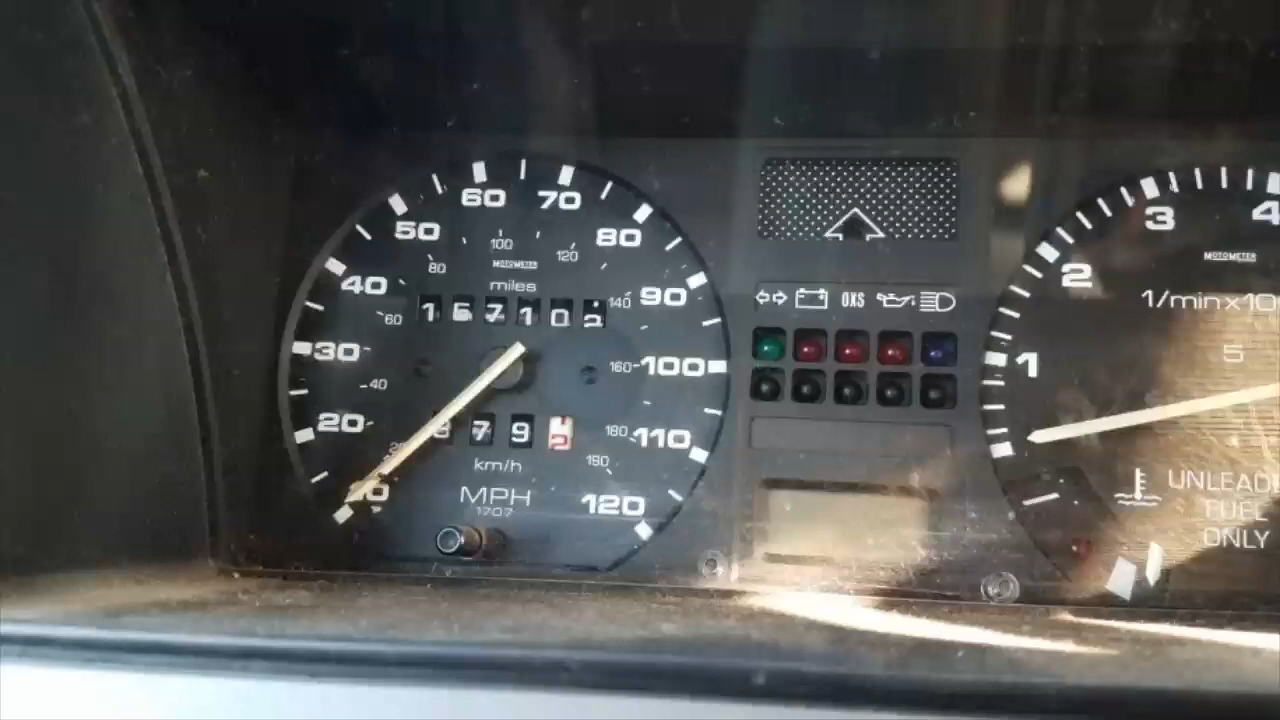 60 70
50 80
100
80 120
MOTOMETER
miles
40 90
60 140
1 6 7 1 0
30 160 100
40
20 180 110
7 9
190
km/h
MPH
1707
120
OXS
3 4
2
MOTOMETER
1/min x 10
1 5
UNLEAD
FUEL
ONLY